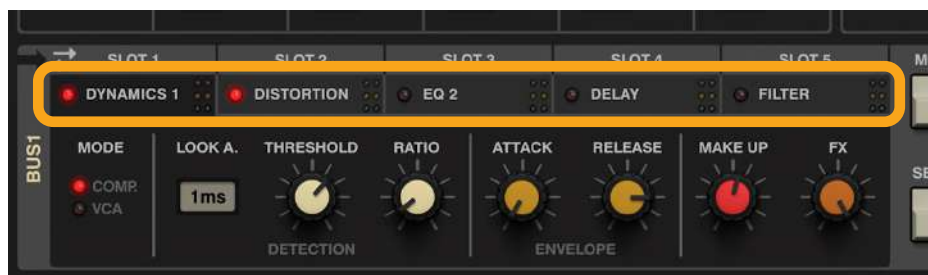 SLOT 1 SLOT 2 SLOT 3 SLOT 4 SLOT 5
DYNAMICS 1 DISTORTION EQ 2 DELAY FILTER
BUS1
MODE LOOK A. THRESHOLD RATIO ATTACK RELEASE MAKE UP FX
COMP.
1ms
VCA
DETECTION ENVELOPE